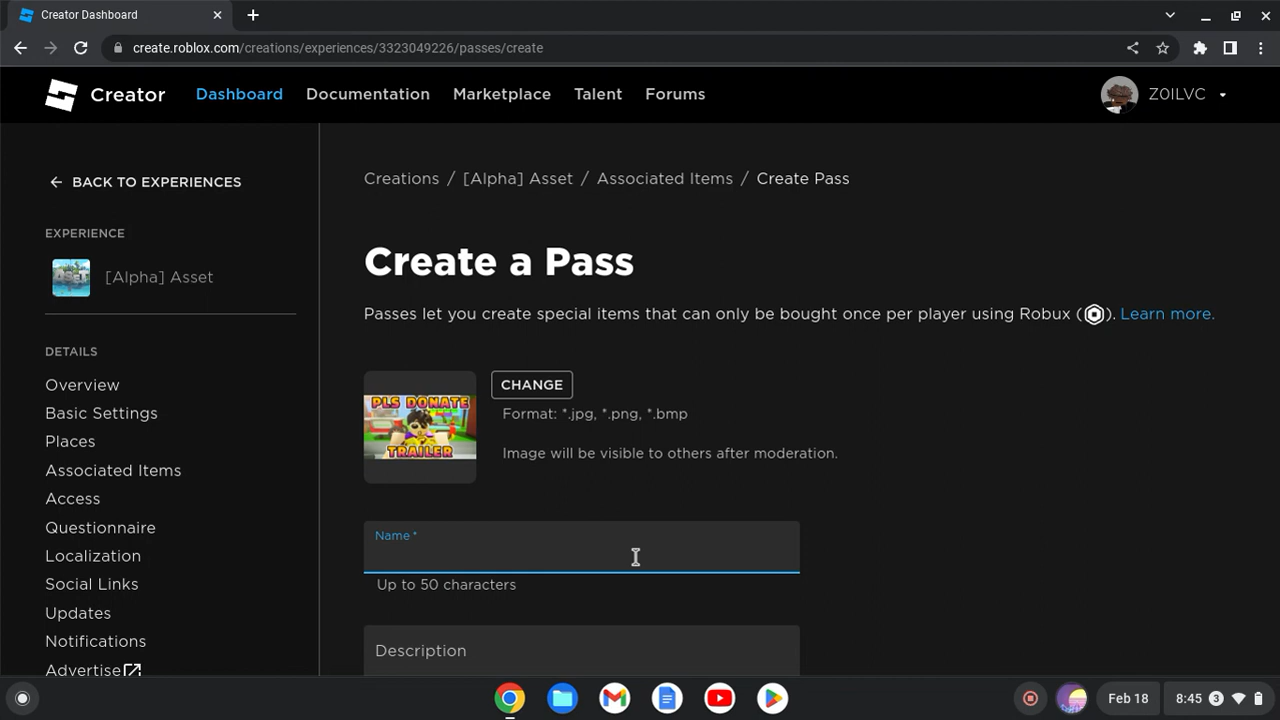 Creator Dashboard
create.roblox.com/creations/experiences/3323049226/passes/create
Creator
Dashboard
Documentation
Marketplace
Talent
Forums
Z0ILVC
BACK TO EXPERIENCES
EXPERIENCE
[Alpha] Asset
DETAILS
Overview
Basic Settings
Places
Associated Items
Access
Questionnaire
Localization
Social Links
Updates
Notifications
Advertise
Creations / [Alpha] Asset / Associated Items / Create Pass
Create a Pass
Passes let you create special items that can only be bought once per player using Robux ( ). Learn more.
PLS DONATE
TRAILER
CHANGE
Format: *.jpg, *.png, *.bmp
Image will be visible to others after moderation.
Name *
Up to 50 characters
Description
Feb 18
8:45
3